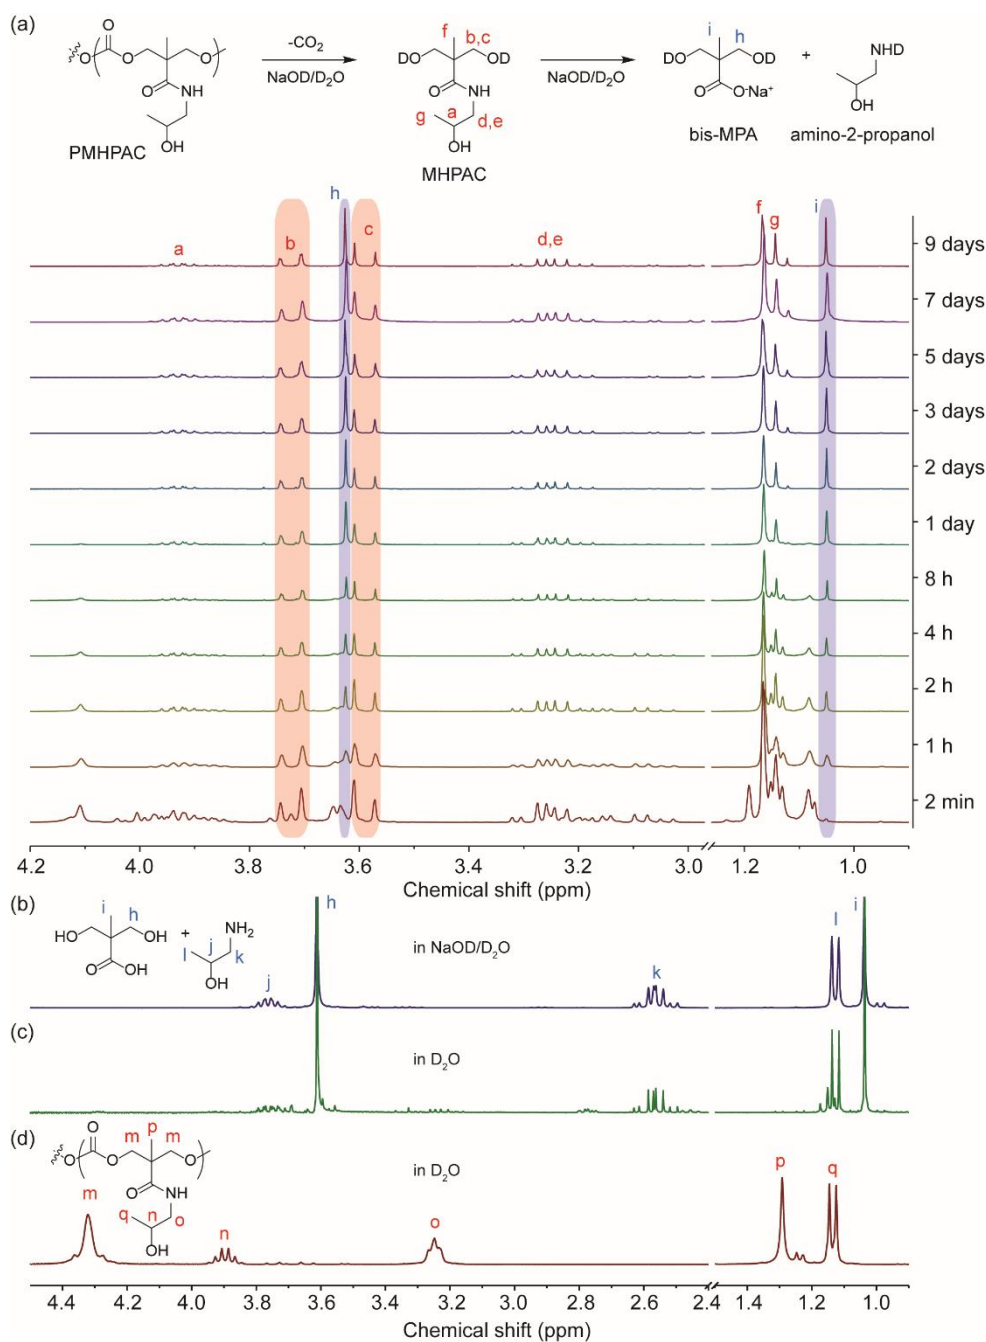 (a)
O
O
O
O
O
NH
OH
PMHPAC
-CO₂
NaOD/D₂O
f
b,c
DO
OD
O
NH
g
a
d,e
OH
MHPAC
NaOD/D₂O
i
h
DO
OD
O
O-Na⁺
bis-MPA
+
NHD
OH
amino-2-propanol
a
b
h
c
d,e
f
g
i
9 days
7 days
5 days
3 days
2 days
1 day
8 h
4 h
2 h
1 h
2 min
4.2 4.0 3.8 3.6 3.4 3.2 3.0 1.2 1.0
Chemical shift (ppm)
(b)
i
h
HO
OH
O
OH
+
NH₂
l
j
k
OH
j
h
in NaOD/D₂O
k
l
i
(c)
in D₂O
(d)
O
m
p
m
O
O
O
O
NH
q
n
o
OH
m
n
in D₂O
o
p
q
4.4 4.2 4.0 3.8 3.6 3.4 3.2 3.0 2.8 2.6 2.4 1.4 1.2 1.0
Chemical shift (ppm)